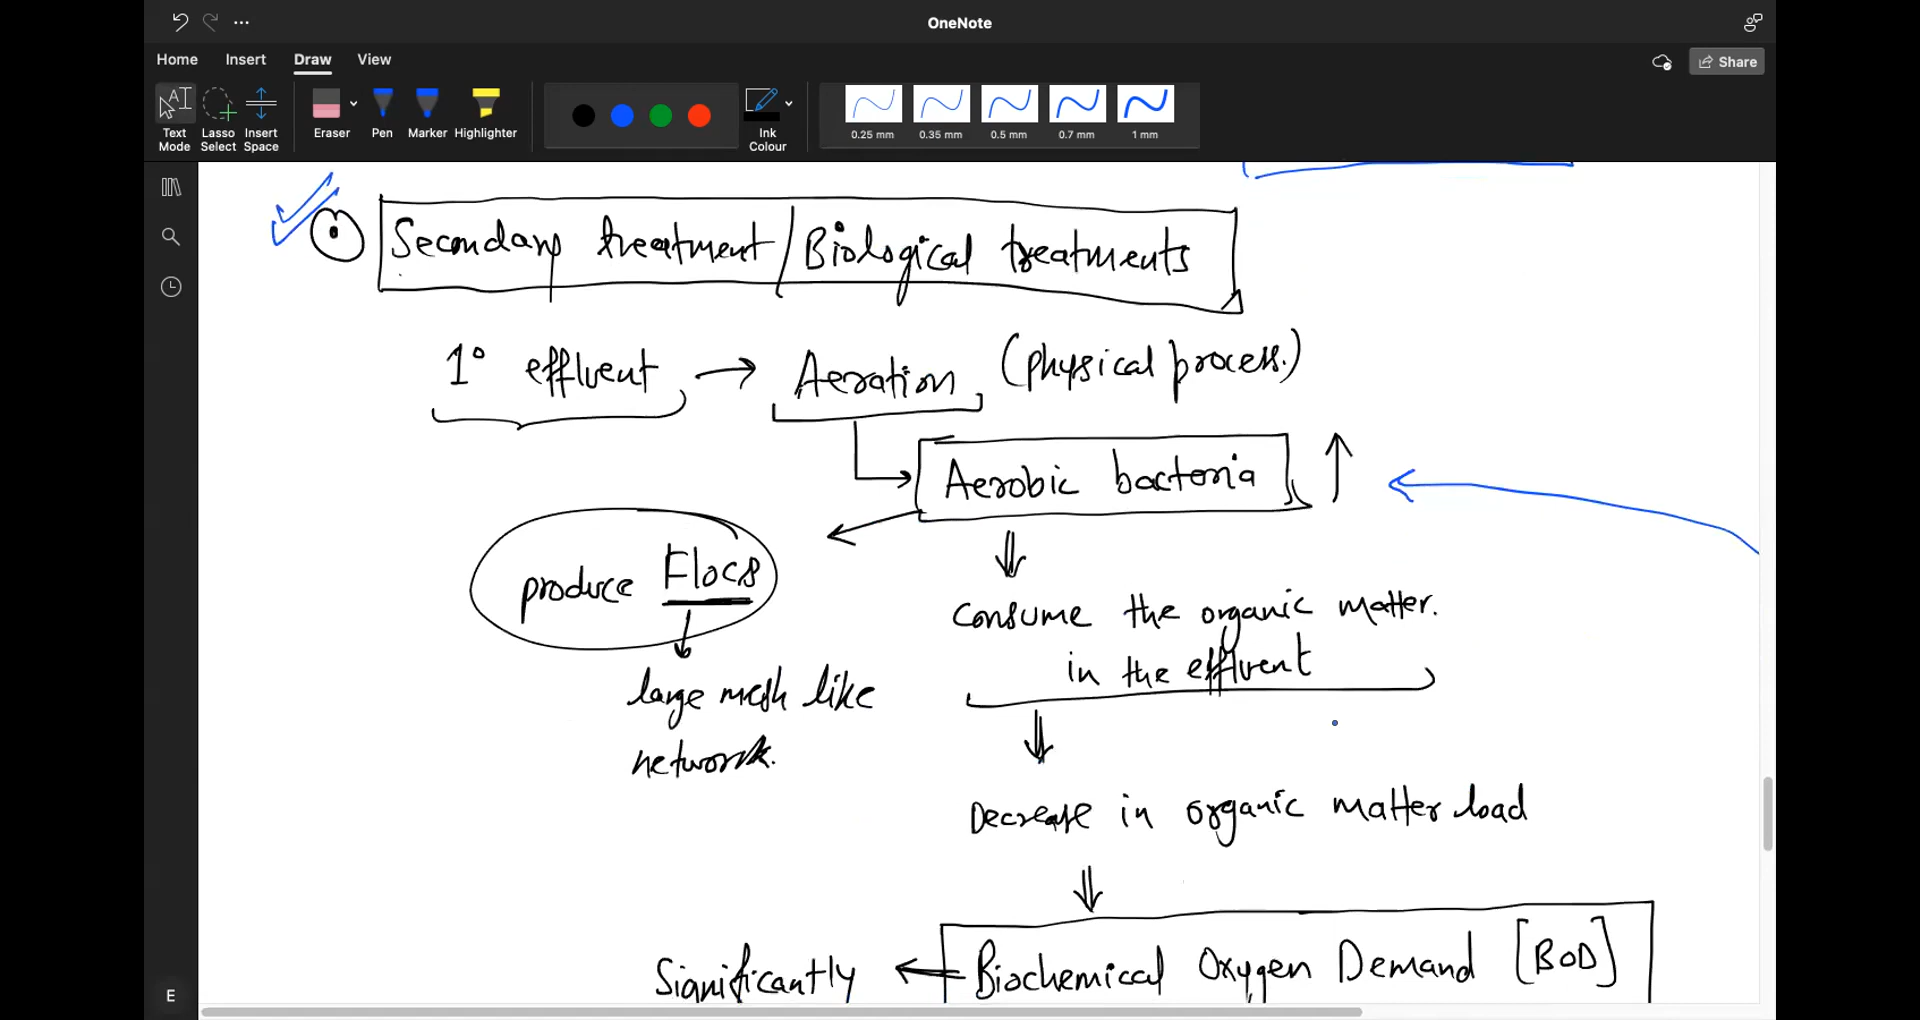 OneNote
Home Insert Draw View
Share
Text Mode
Lasso Select
Insert Space
Eraser
Pen
Marker
Highlighter
Ink Colour
0.25 mm
0.35 mm
0.5 mm
0.7 mm
1 mm
Secondary treatment/Biological treatments
1° effluent → Aeration (physical process.)
Aerobic bacteria ↑
produce Flocs
consume the organic matter.
in the effluent
large mesh like
network.
Decrease in organic matter load
Significantly ← Biochemical Oxygen Demand [BOD]
E